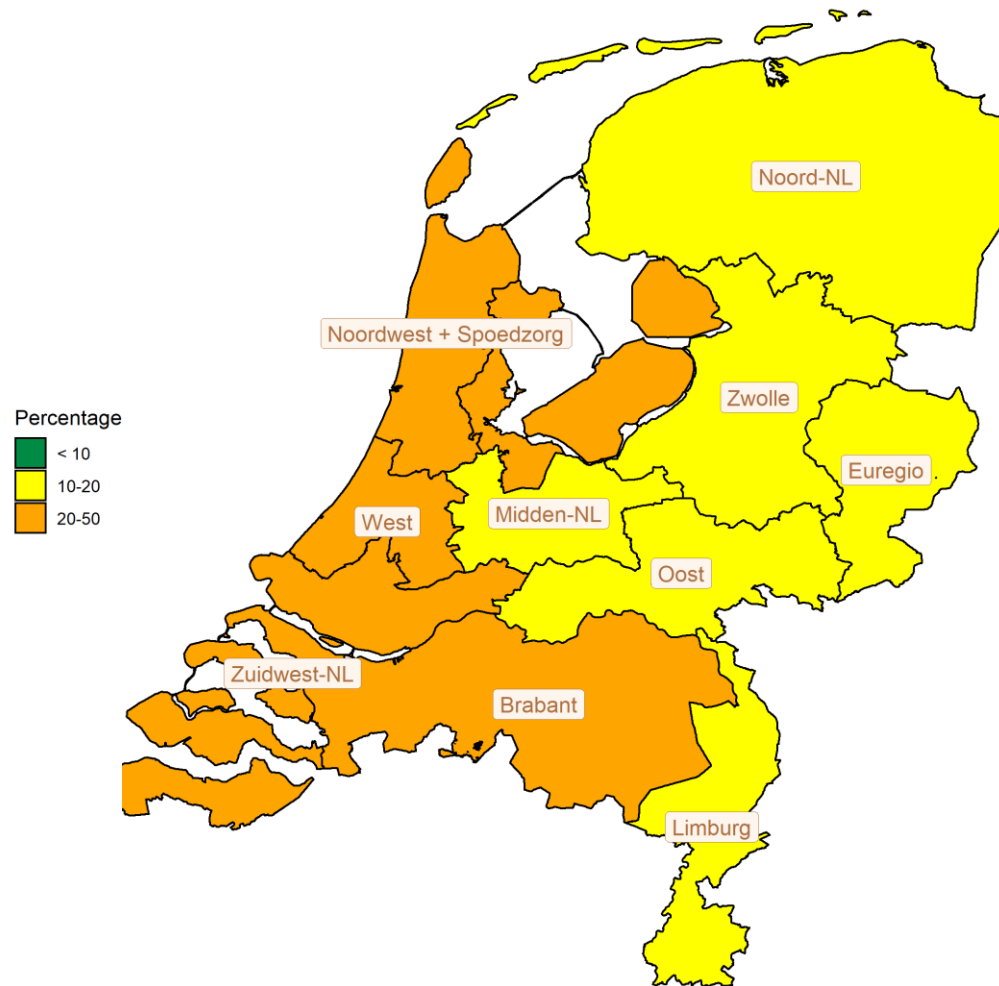 Noord-NL
Noordwest + Spoedzorg
Zwolle
Percentage
< 10
10-20
20-50
Euregio
West
Midden-NL
Oost
Zuidwest-NL
Brabant
Limburg